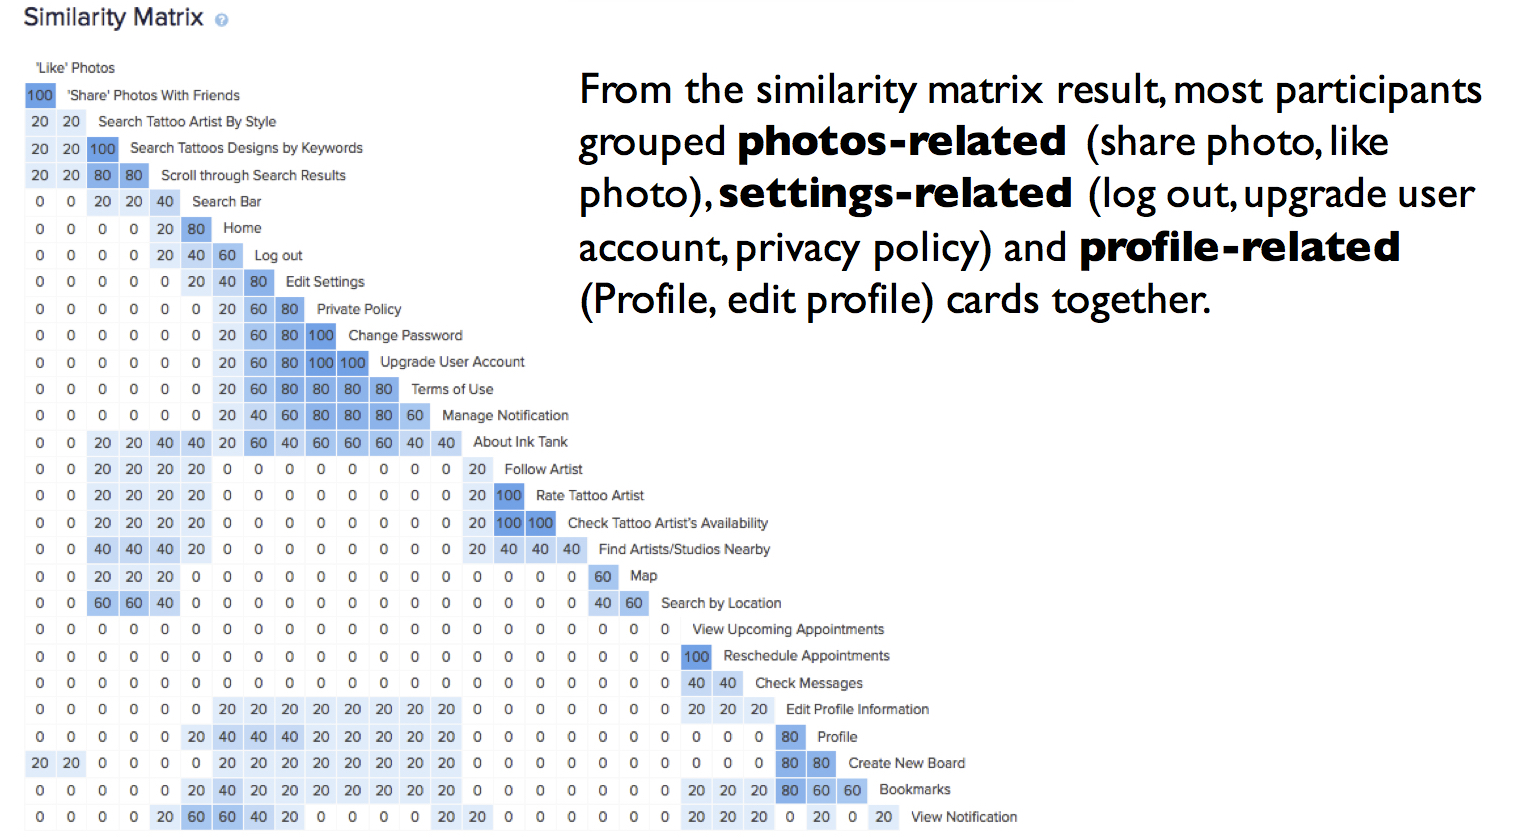 Similarity Matrix ?
'Like' Photos
100 'Share' Photos With Friends
20 20 Search Tattoo Artist By Style
20 20 100 Search Tattoos Designs by Keywords
20 20 80 80 Scroll through Search Results
0 0 20 20 40 Search Bar
0 0 0 0 20 80 Home
0 0 0 0 20 40 60 Log out
0 0 0 0 0 20 40 80 Edit Settings
0 0 0 0 0 0 20 60 80 Private Policy
0 0 0 0 0 0 20 60 80 100 Change Password
0 0 0 0 0 0 20 60 80 100 100 Upgrade User Account
0 0 0 0 0 0 20 60 80 80 80 80 Terms of Use
0 0 0 0 0 0 20 40 60 80 80 80 60 Manage Notification
0 0 20 20 40 40 20 60 40 60 60 60 40 40 About Ink Tank
0 0 20 20 20 20 0 0 0 0 0 0 0 0 20 Follow Artist
0 0 20 20 20 20 0 0 0 0 0 0 0 0 20 100 Rate Tattoo Artist
0 0 20 20 20 20 0 0 0 0 0 0 0 0 20 100 100 Check Tattoo Artist's Availability
0 0 40 40 40 20 0 0 0 0 0 0 0 0 20 40 40 40 Find Artists/Studios Nearby
0 0 20 20 20 0 0 0 0 0 0 0 0 0 0 0 0 0 60 Map
0 0 60 60 40 0 0 0 0 0 0 0 0 0 0 0 0 0 40 60 Search by Location
0 0 0 0 0 0 0 0 0 0 0 0 0 0 0 0 0 0 0 0 0 View Upcoming Appointments
0 0 0 0 0 0 0 0 0 0 0 0 0 0 0 0 0 0 0 0 0 100 Reschedule Appointments
0 0 0 0 0 0 0 0 0 0 0 0 0 0 0 0 0 0 0 0 0 40 40 Check Messages
0 0 0 0 0 0 20 20 20 20 20 20 20 20 0 0 0 0 0 0 0 20 20 20 Edit Profile Information
0 0 0 0 0 20 40 40 40 20 20 20 20 20 0 0 0 0 0 0 0 0 0 0 80 Profile
20 20 0 0 0 0 20 20 20 20 20 20 20 20 0 0 0 0 0 0 0 0 0 0 80 80 Create New Board
0 0 0 0 0 20 40 20 20 20 20 20 20 20 0 0 0 0 0 0 0 20 20 20 80 60 60 Bookmarks
0 0 0 0 20 60 60 40 20 0 0 0 0 20 20 0 0 0 0 0 0 20 20 20 0 20 0 20 View Notification
From the similarity matrix result, most participants
grouped photos-related (share photo, like
photo), settings-related (log out, upgrade user
account, privacy policy) and profile-related
(Profile, edit profile) cards together.